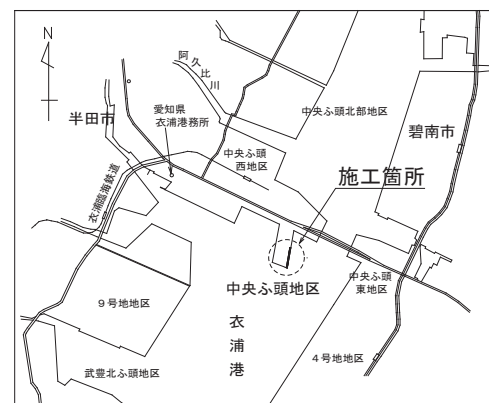 N
阿久比川
中央ふ頭北部地区
愛知県
衣浦港務所
半田市
碧南市
中央ふ頭
西地区
施工箇所
衣浦臨海鉄道
中央ふ頭地区
中央ふ頭
東地区
9号地地区
衣浦港
4号地地区
武豊北ふ頭地区